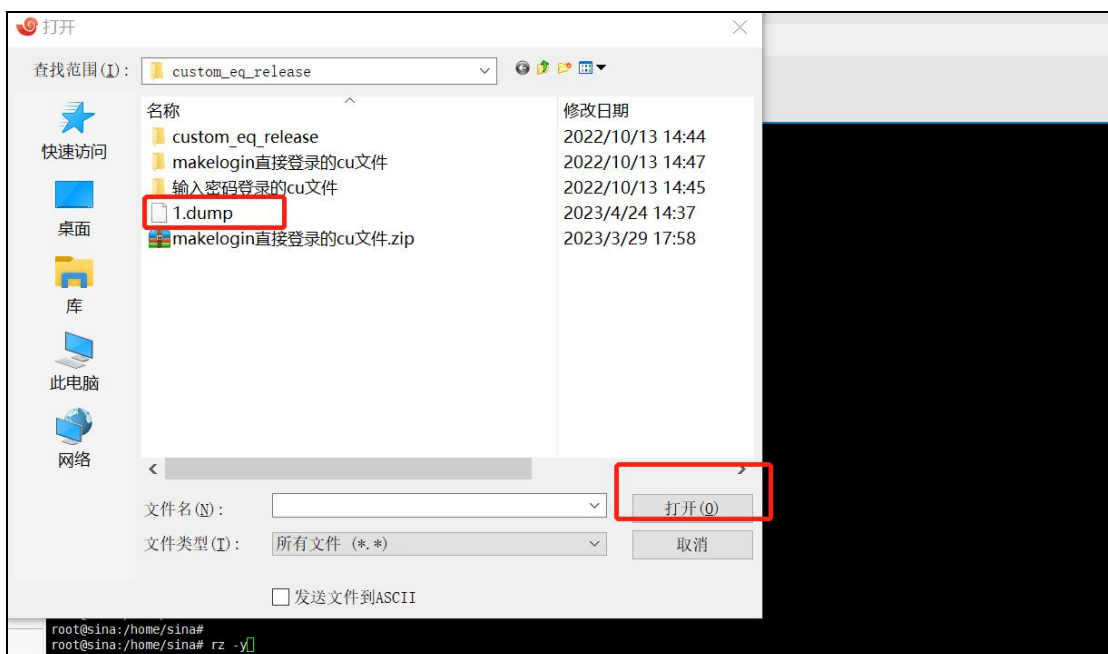 打开
查找范围(I): custom_eq_release
名称 修改日期
custom_eq_release 2022/10/13 14:44
makelogin直接登录的cu文件 2022/10/13 14:47
输入密码登录的cu文件 2022/10/13 14:45
1.dump 2023/4/24 14:37
makelogin直接登录的cu文件.zip 2023/3/29 17:58
快速访问
桌面
库
此电脑
网络
文件名(N): 打开(O)
文件类型(T): 所有文件 (*.*) 取消
发送文件到ASCII
root@sina:/home/sina#
root@sina:/home/sina# rz -y